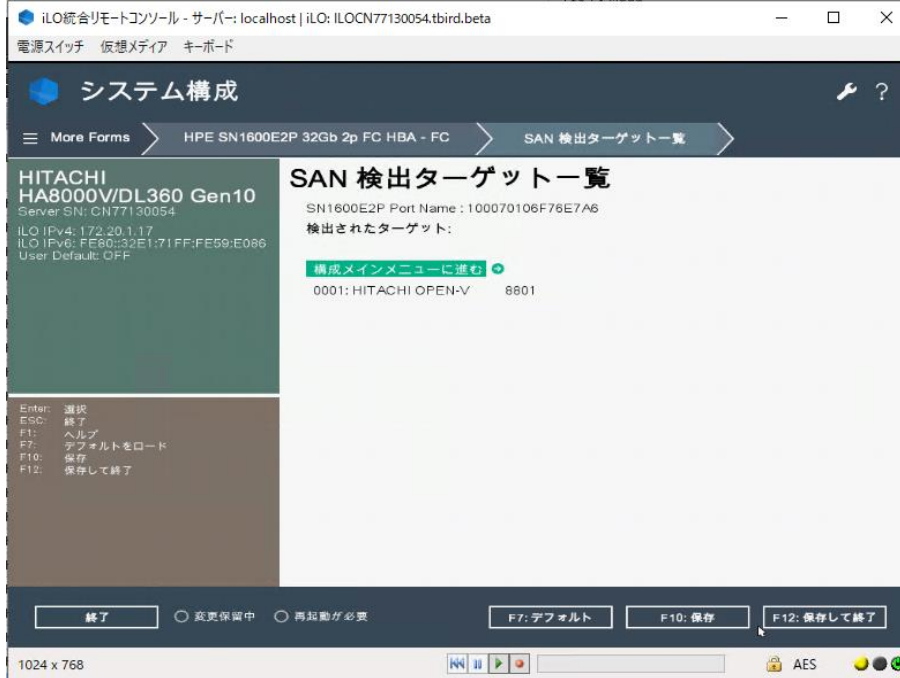 iLO統合リモートコンソール - サーバー: localhost | iLO: ILOCN77130054.tbird.beta
電源スイッチ 仮想メディア キーボード
システム構成
?
More Forms HPE SN1600E2P 32Gb 2p FC HBA - FC SAN 検出ターゲット一覧
HITACHI
HA8000V/DL360 Gen10
Server SN: CN77130054
iLO IPv4: 172.20.1.17
iLO IPv6: FE80::32E1:71FF:FE59:E086
User Default: OFF
SAN 検出ターゲット一覧
SN1600E2P Port Name : 100070106F76E7A6
検出されたターゲット:
構成メインメニューに進む
0001: HITACHI OPEN-V 8801
Enter: 選択
ESC: 終了
F1: ヘルプ
F7: デフォルトをロード
F10: 保存
F12: 保存して終了
終了 変更保留中 再起動が必要 F7: デフォルト F10: 保存 F12: 保存して終了
1024 x 768 AES